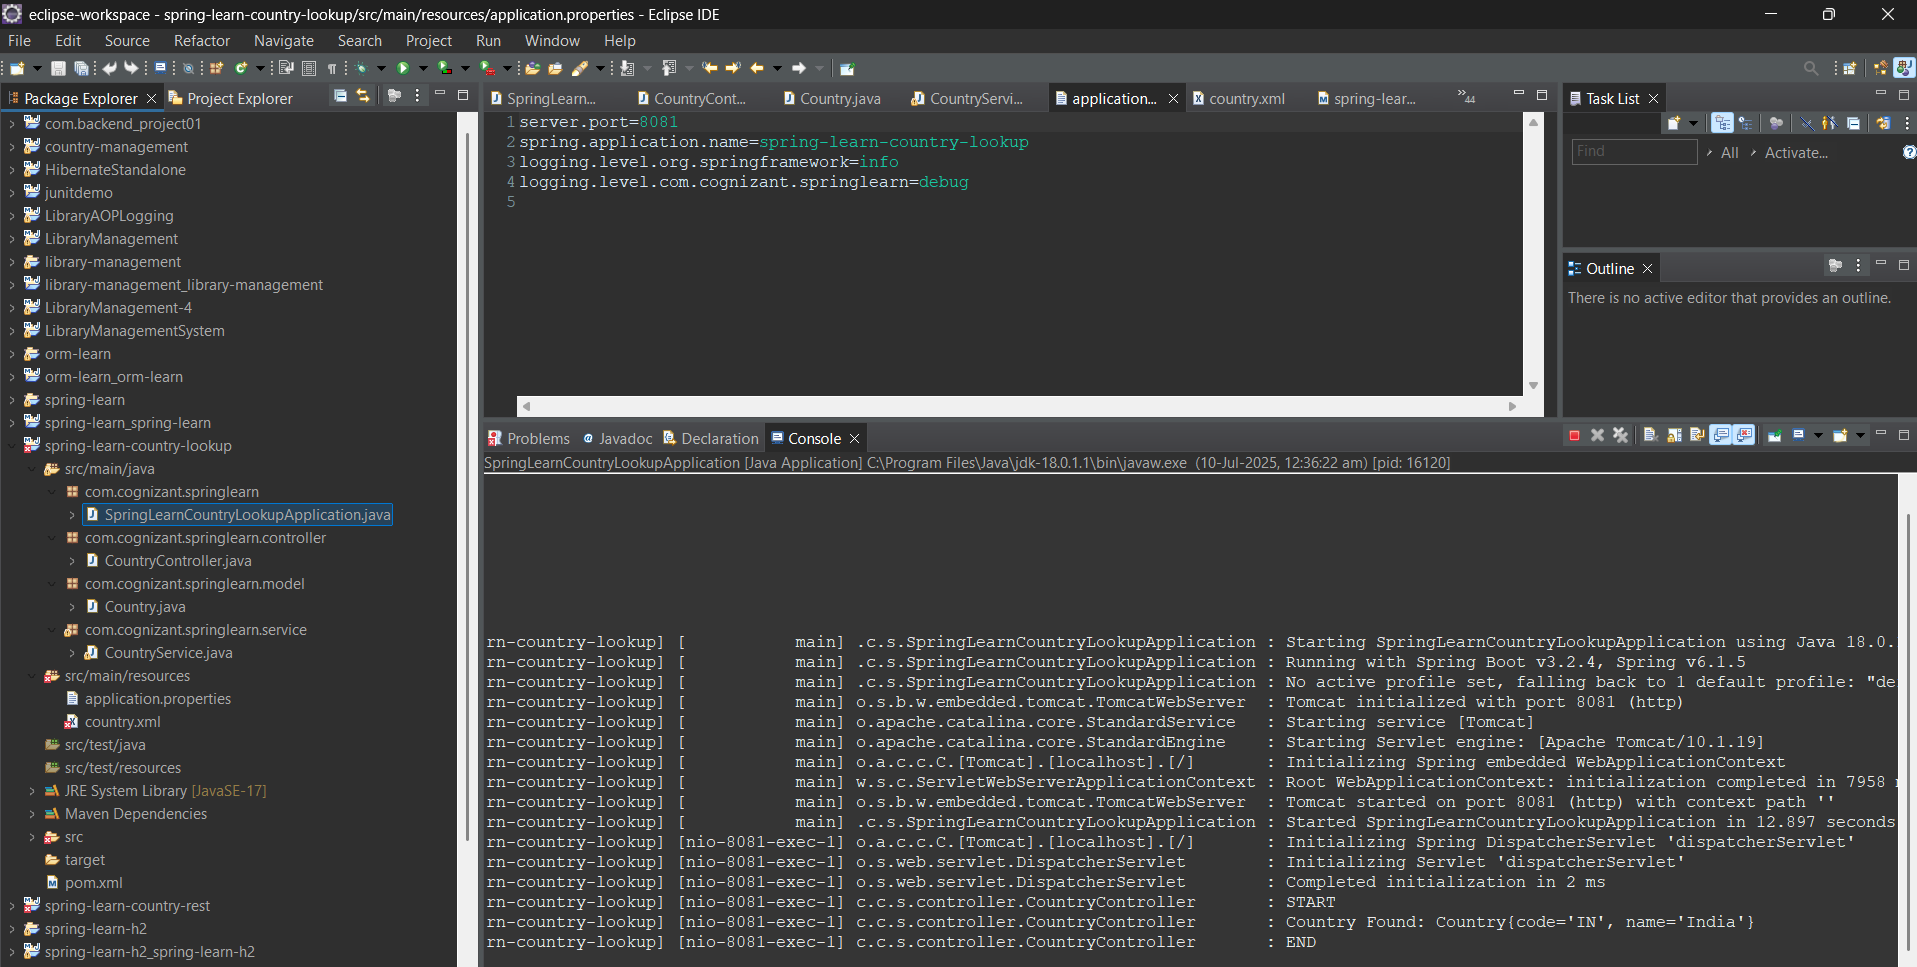 eclipse-workspace - spring-learn-country-lookup/src/main/resources/application.properties - Eclipse IDE
File Edit Source Refactor Navigate Search Project Run Window Help
Package Explorer
Project Explorer
com.backend_project01
country-management
HibernateStandalone
junitdemo
LibraryAOPLogging
LibraryManagement
library-management
library-management_library-management
LibraryManagement-4
LibraryManagementSystem
orm-learn
orm-learn_orm-learn
spring-learn
spring-learn_spring-learn
spring-learn-country-lookup
src/main/java
com.cognizant.springlearn
SpringLearnCountryLookupApplication.java
com.cognizant.springlearn.controller
CountryController.java
com.cognizant.springlearn.model
Country.java
com.cognizant.springlearn.service
CountryService.java
src/main/resources
application.properties
country.xml
src/test/java
src/test/resources
JRE System Library [JavaSE-17]
Maven Dependencies
src
target
pom.xml
spring-learn-country-rest
spring-learn-h2
spring-learn-h2_spring-learn-h2
SpringLearn... CountryCont... Country.java CountryServi... application... country.xml spring-lear... »44
1 server.port=8081
2 spring.application.name=spring-learn-country-lookup
3 logging.level.org.springframework=info
4 logging.level.com.cognizant.springlearn=debug
5
Task List
Find All Activate...
Outline
There is no active editor that provides an outline.
Problems Javadoc Declaration Console
SpringLearnCountryLookupApplication [Java Application] C:\Program Files\Java\jdk-18.0.1.1\bin\javaw.exe (10-Jul-2025, 12:36:22 am) [pid: 16120]
rn-country-lookup] [           main] .c.s.SpringLearnCountryLookupApplication : Starting SpringLearnCountryLookupApplication using Java 18.0.
rn-country-lookup] [           main] .c.s.SpringLearnCountryLookupApplication : Running with Spring Boot v3.2.4, Spring v6.1.5
rn-country-lookup] [           main] .c.s.SpringLearnCountryLookupApplication : No active profile set, falling back to 1 default profile: "de
rn-country-lookup] [           main] o.s.b.w.embedded.tomcat.TomcatWebServer  : Tomcat initialized with port 8081 (http)
rn-country-lookup] [           main] o.apache.catalina.core.StandardService   : Starting service [Tomcat]
rn-country-lookup] [           main] o.apache.catalina.core.StandardEngine    : Starting Servlet engine: [Apache Tomcat/10.1.19]
rn-country-lookup] [           main] o.a.c.c.C.[Tomcat].[localhost].[/]       : Initializing Spring embedded WebApplicationContext
rn-country-lookup] [           main] w.s.c.ServletWebServerApplicationContext : Root WebApplicationContext: initialization completed in 7958
rn-country-lookup] [           main] o.s.b.w.embedded.tomcat.TomcatWebServer  : Tomcat started on port 8081 (http) with context path ''
rn-country-lookup] [           main] .c.s.SpringLearnCountryLookupApplication : Started SpringLearnCountryLookupApplication in 12.897 seconds
rn-country-lookup] [nio-8081-exec-1] o.a.c.c.C.[Tomcat].[localhost].[/]       : Initializing Spring DispatcherServlet 'dispatcherServlet'
rn-country-lookup] [nio-8081-exec-1] o.s.web.servlet.DispatcherServlet        : Initializing Servlet 'dispatcherServlet'
rn-country-lookup] [nio-8081-exec-1] o.s.web.servlet.DispatcherServlet        : Completed initialization in 2 ms
rn-country-lookup] [nio-8081-exec-1] c.c.s.controller.CountryController       : START
rn-country-lookup] [nio-8081-exec-1] c.c.s.controller.CountryController       : Country Found: Country{code='IN', name='India'}
rn-country-lookup] [nio-8081-exec-1] c.c.s.controller.CountryController       : END